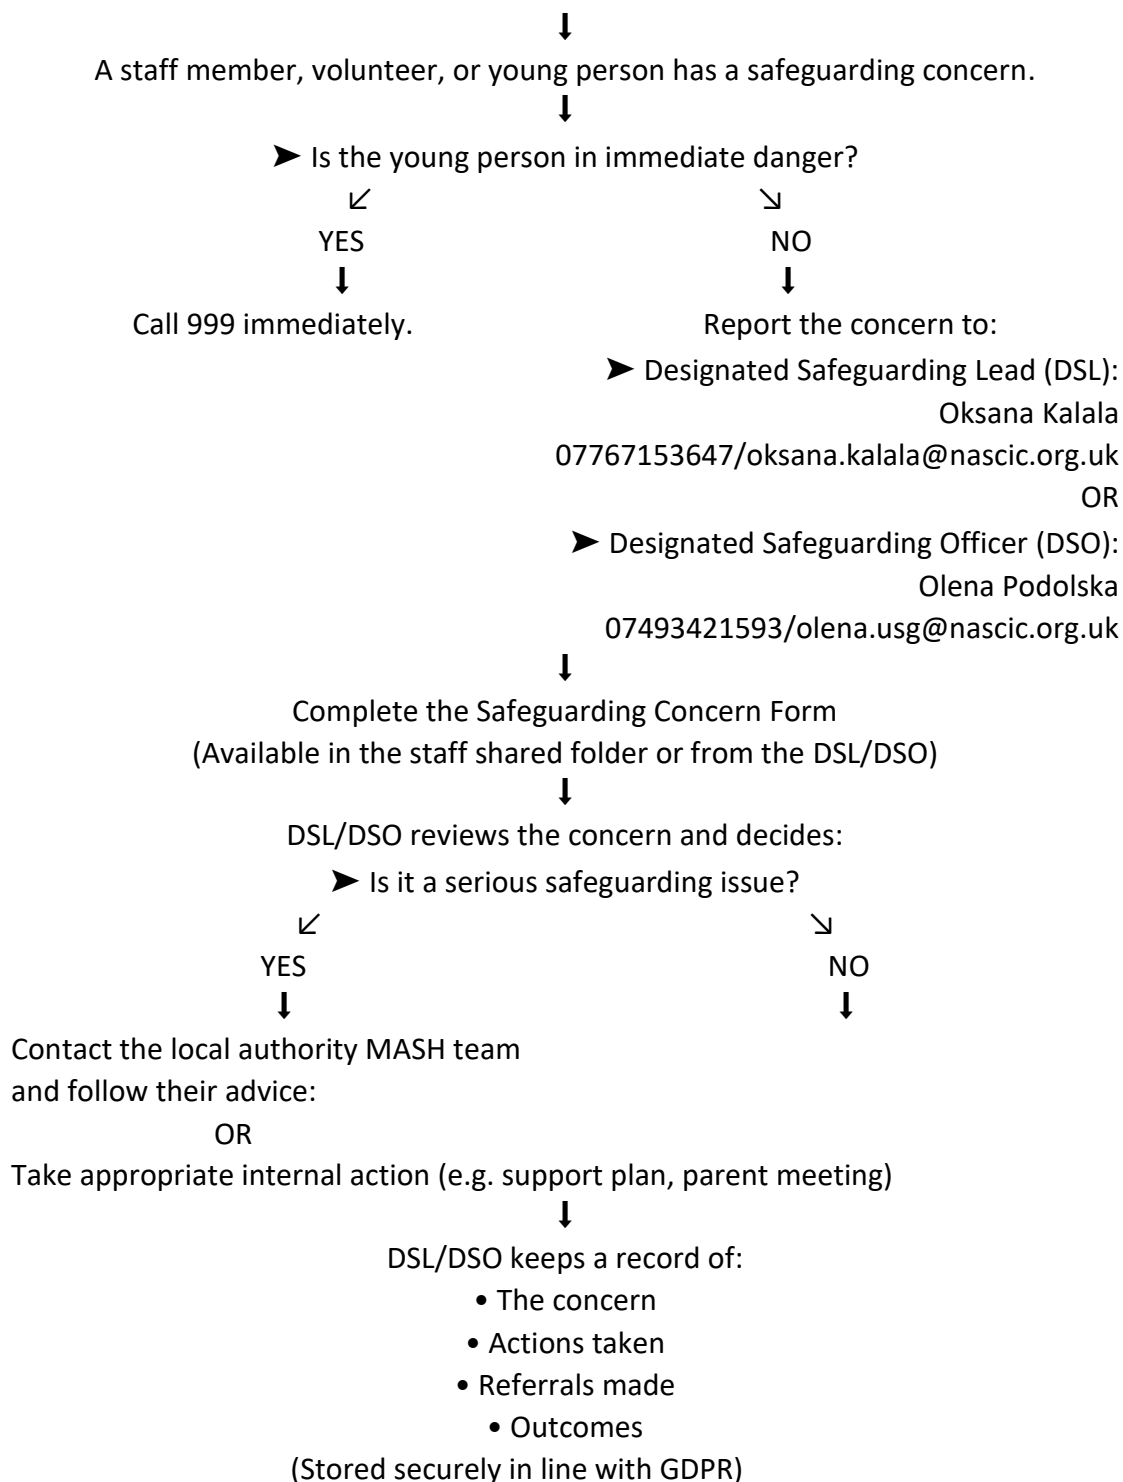 A staff member, volunteer, or young person has a safeguarding concern.
➤ Is the young person in immediate danger?
YES NO
Call 999 immediately. Report the concern to:
➤ Designated Safeguarding Lead (DSL):
Oksana Kalala
07767153647/oksana.kalala@nascic.org.uk
OR
➤ Designated Safeguarding Officer (DSO):
Olena Podolska
07493421593/olena.usg@nascic.org.uk
Complete the Safeguarding Concern Form
(Available in the staff shared folder or from the DSL/DSO)
DSL/DSO reviews the concern and decides:
➤ Is it a serious safeguarding issue?
YES NO
Contact the local authority MASH team
and follow their advice:
OR
Take appropriate internal action (e.g. support plan, parent meeting)
DSL/DSO keeps a record of:
• The concern
• Actions taken
• Referrals made
• Outcomes
(Stored securely in line with GDPR)